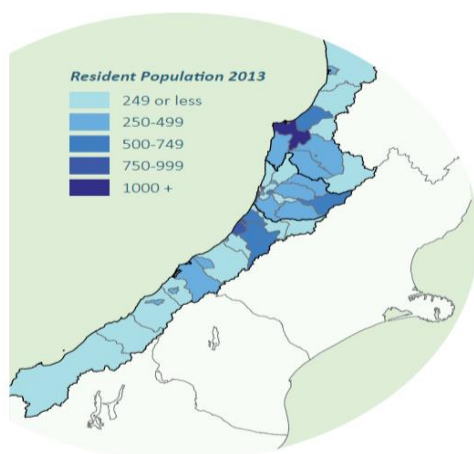 Resident Population 2013
249 or less
250-499
500-749
750-999
1000 +